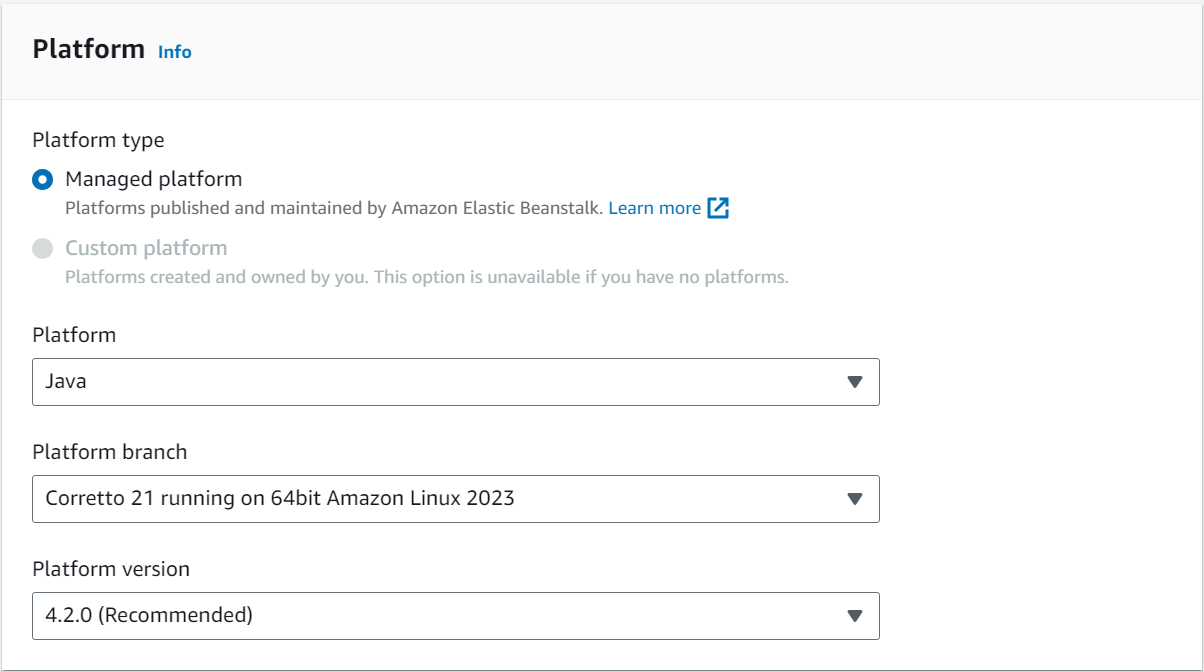 Platform Info
Platform type
Managed platform
Platforms published and maintained by Amazon Elastic Beanstalk. Learn more
Custom platform
Platforms created and owned by you. This option is unavailable if you have no platforms.
Platform
Java
Platform branch
Corretto 21 running on 64bit Amazon Linux 2023
Platform version
4.2.0 (Recommended)